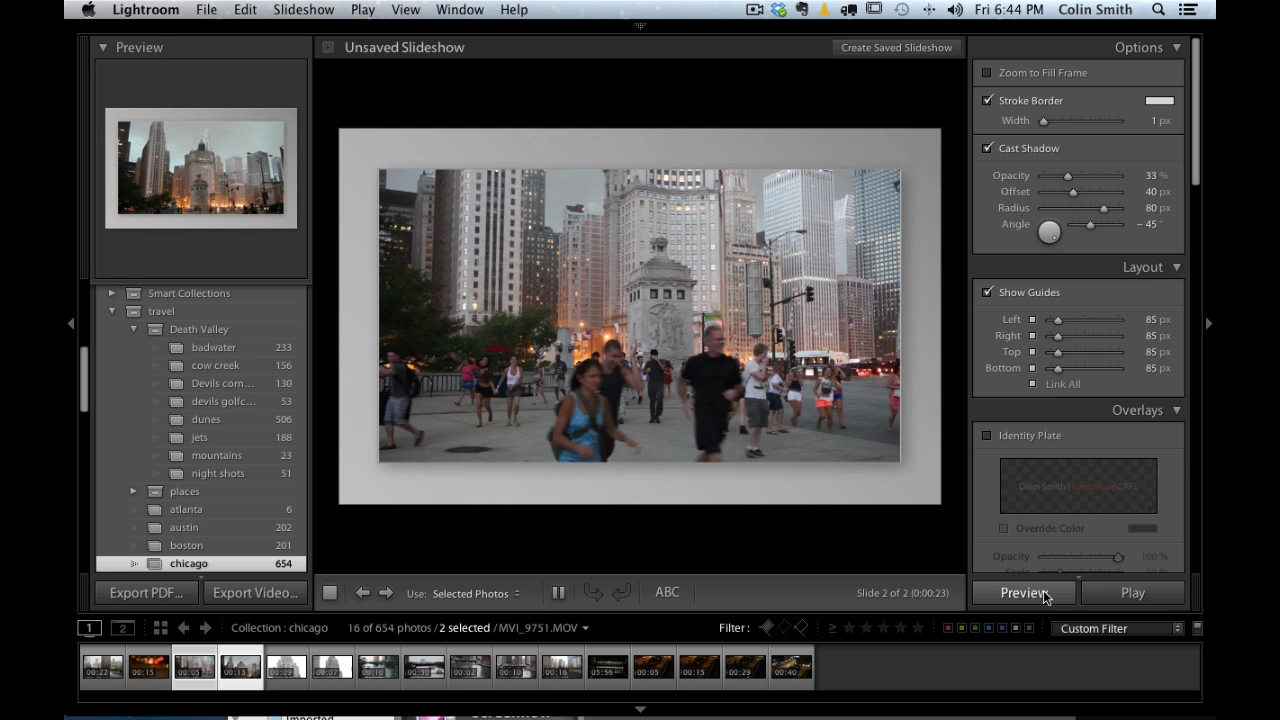 Lightroom File Edit Slideshow Play View Window Help Fri 6:44 PM Colin Smith
Preview
Unsaved Slideshow
Create Saved Slideshow
Options
Zoom to Fill Frame
Stroke Border
Width 1 px
Cast Shadow
Opacity 33 %
Offset 40 px
Radius 80 px
Angle – 45 °
Layout
Show Guides
Left 85 px
Right 85 px
Top 85 px
Bottom 85 px
Link All
Overlays
Identity Plate
Colin Smith |
Override Color
Opacity 100 %
Smart Collections
travel
Death Valley
badwater 233
cow creek 156
Devils corn... 130
devils golfc... 53
dunes 506
jets 188
mountains 23
night shots 51
places
atlanta 6
austin 202
boston 201
chicago 654
Export PDF... Export Video...
Use: Selected Photos
ABC
Slide 2 of 2 (0:00:23)
Preview Play
1 2
Collection : chicago 16 of 654 photos / 2 selected / MVI_9751.MOV
Filter :
Custom Filter
00:22 00:15 00:05 00:13 00:09 00:07 00:10 00:30 00:02 00:10 00:16 05:56 00:05 00:15 00:29 00:40
Imported